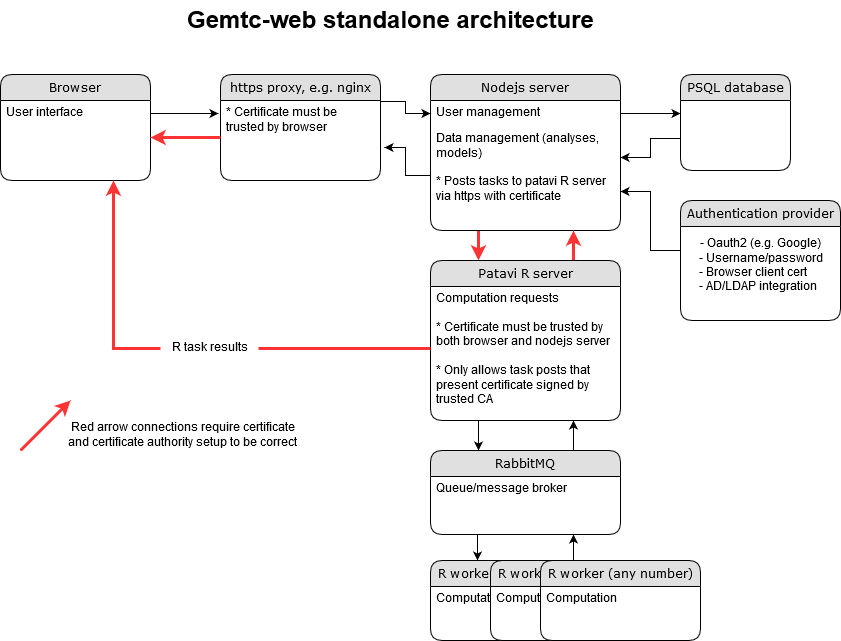 Gemtc-web standalone architecture
Browser
User interface
https proxy, e.g. nginx
* Certificate must be
trusted by browser
Nodejs server
User management
Data management (analyses,
models)
* Posts tasks to patavi R server
via https with certificate
PSQL database
Authentication provider
- Oauth2 (e.g. Google)
- Username/password
- Browser client cert
- AD/LDAP integration
Patavi R server
Computation requests
* Certificate must be trusted by
both browser and nodejs server
* Only allows task posts that
present certificate signed by
trusted CA
R task results
Red arrow connections require certificate
and certificate authority setup to be correct
RabbitMQ
Queue/message broker
R worke
Computat
R work
Comput
R worker (any number)
Computation